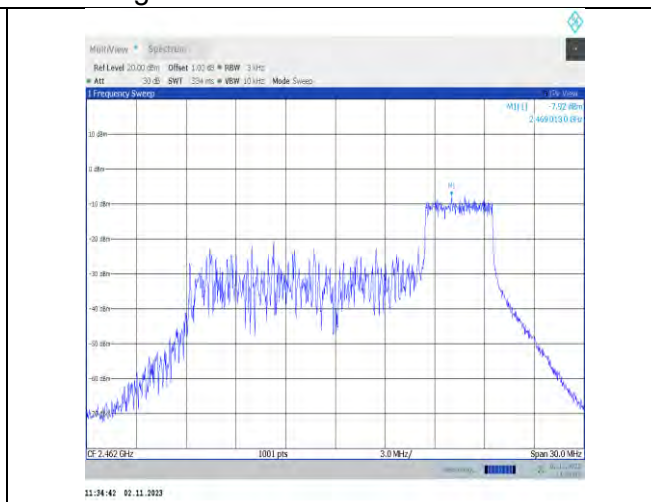 MultiView Spectrum
Ref Level 20.00 dBm Offset 1.00 dB RBW 3 kHz
Att 30 dB SWT 334 ms VBW 10 kHz Mode Sweep
1 Frequency Sweep
M1[1] -7.92 dBm
2.4690130 GHz
10 dBm
0 dBm
M1
-10 dBm
-20 dBm
-30 dBm
-40 dBm
-50 dBm
-60 dBm
CF 2.462 GHz 1001 pts 3.0 MHz/ Span 30.0 MHz
11:34:42 02.11.2023